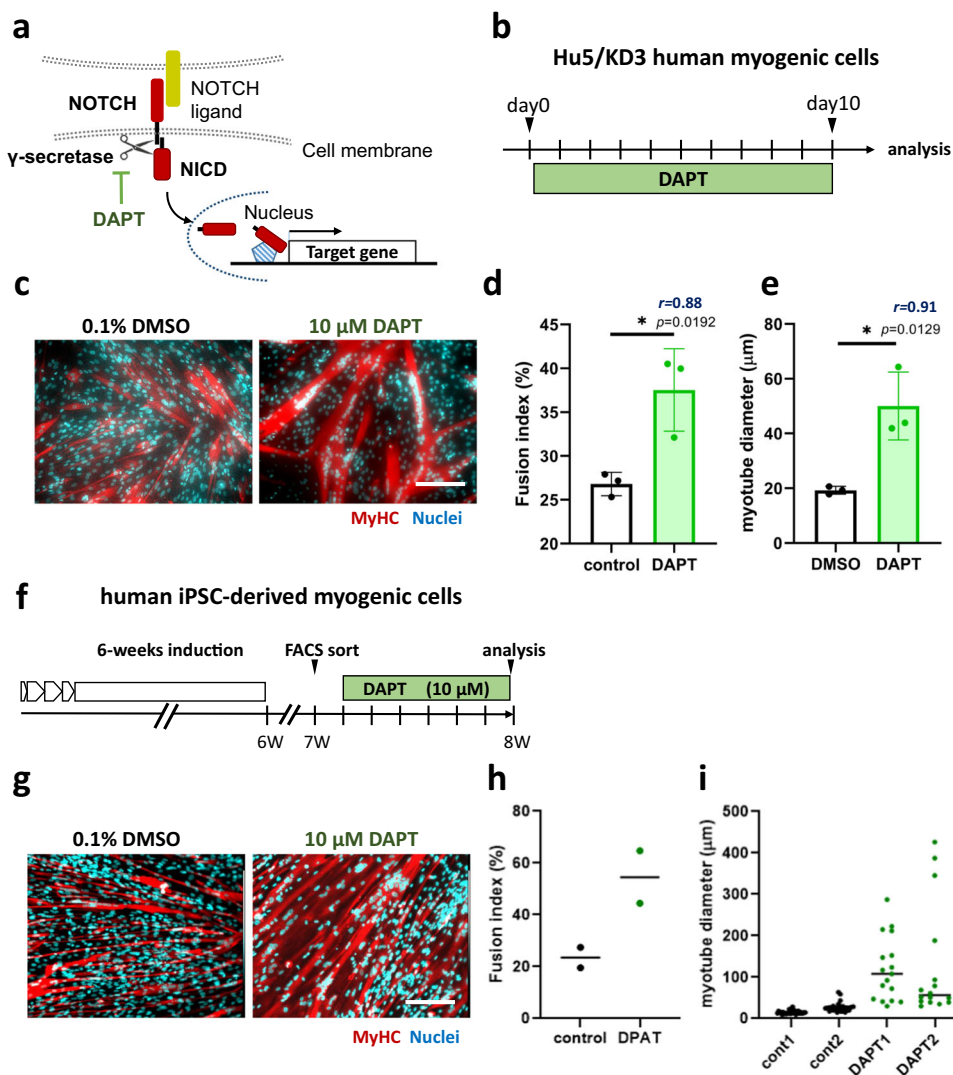 a
NOTCH
NOTCH
ligand
γ-secretase
Cell membrane
NICD
DAPT
Nucleus
Target gene
b
Hu5/KD3 human myogenic cells
day0
day10
analysis
DAPT
c
0.1% DMSO
10 μM DAPT
MyHC Nuclei
d
r=0.88
* p=0.0192
Fusion index (%)
45
40
35
30
25
20
control
DAPT
e
r=0.91
* p=0.0129
myotube diameter (μm)
80
60
40
20
0
DMSO
DAPT
f
human iPSC-derived myogenic cells
6-weeks induction
FACS sort
analysis
DAPT (10 μM)
6W
7W
8W
g
0.1% DMSO
10 μM DAPT
MyHC Nuclei
h
Fusion index (%)
80
60
40
20
0
control
DPAT
i
myotube diameter (μm)
500
400
300
200
100
0
cont1
cont2
DAPT1
DAPT2